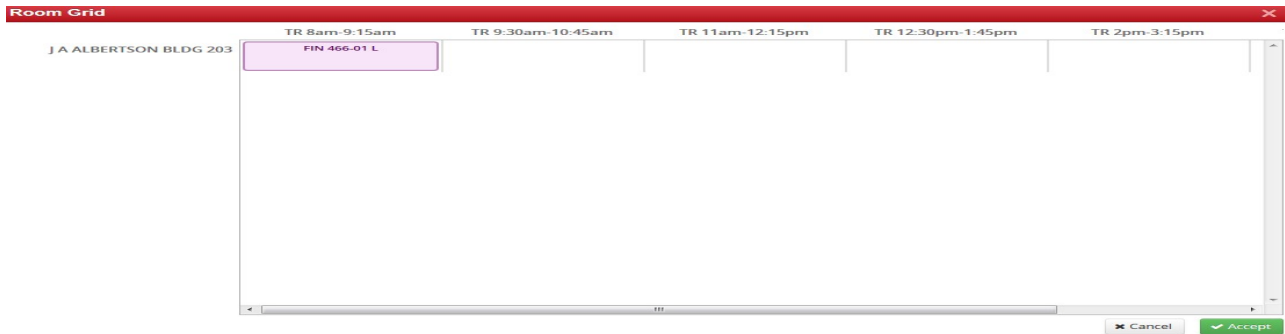 Room Grid
TR 8am-9:15am TR 9:30am-10:45am TR 11am-12:15pm TR 12:30pm-1:45pm TR 2pm-3:15pm
J A ALBERTSON BLDG 203 FIN 466-01 L
Cancel Accept